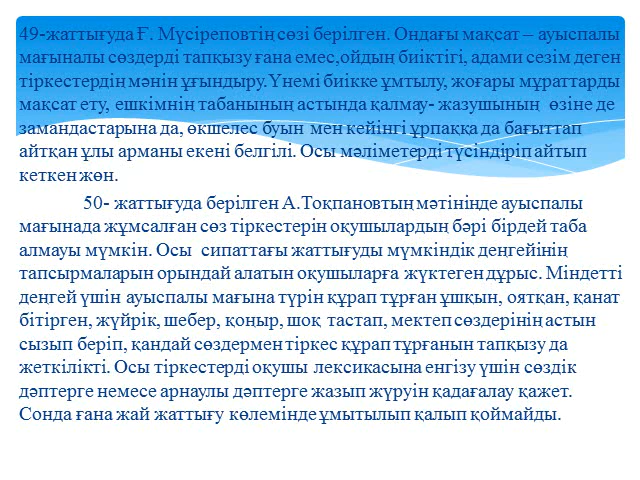 49-жаттығуда Ғ. Мүсіреповтің сөзі берілген. Ондағы мақсат – ауыспалы
мағыналы сөздерді тапқызу ғана емес,ойдың биіктігі, адами сезім деген
тіркестердің мәнін ұғындыру.Үнемі биікке ұмтылу, жоғары мұраттарды
мақсат ету, ешкімнің табанының астында қалмау- жазушының өзіне де
замандастарына да, өкшелес буын мен кейінгі ұрпаққа да бағыттап
айтқан ұлы арманы екені белгілі. Осы мәліметерді түсіндіріп айтып
кеткен жөн.
50- жаттығуда берілген А.Тоқпановтың мәтінінде ауыспалы
мағынада жұмсалған сөз тіркестерін оқушылардың бәрі бірдей таба
алмауы мүмкін. Осы сипаттағы жаттығуды мүмкіндік деңгейінің
тапсырмаларын орындай алатын оқушыларға жүктеген дұрыс. Міндетті
деңгей үшін ауыспалы мағына түрін құрап тұрған ұшқын, оятқан, қанат
бітірген, жүйрік, шебер, қоңыр, шоқ тастап, мектеп сөздерінің астын
сызып беріп, қандай сөздермен тіркес құрап тұрғанын тапқызу да
жеткілікті. Осы тіркестерді оқушы лексикасына енгізу үшін сөздік
дәптерге немесе арнаулы дәптерге жазып жүруін қадағалау қажет.
Сонда ғана жай жаттығу көлемінде ұмытылып қалып қоймайды.